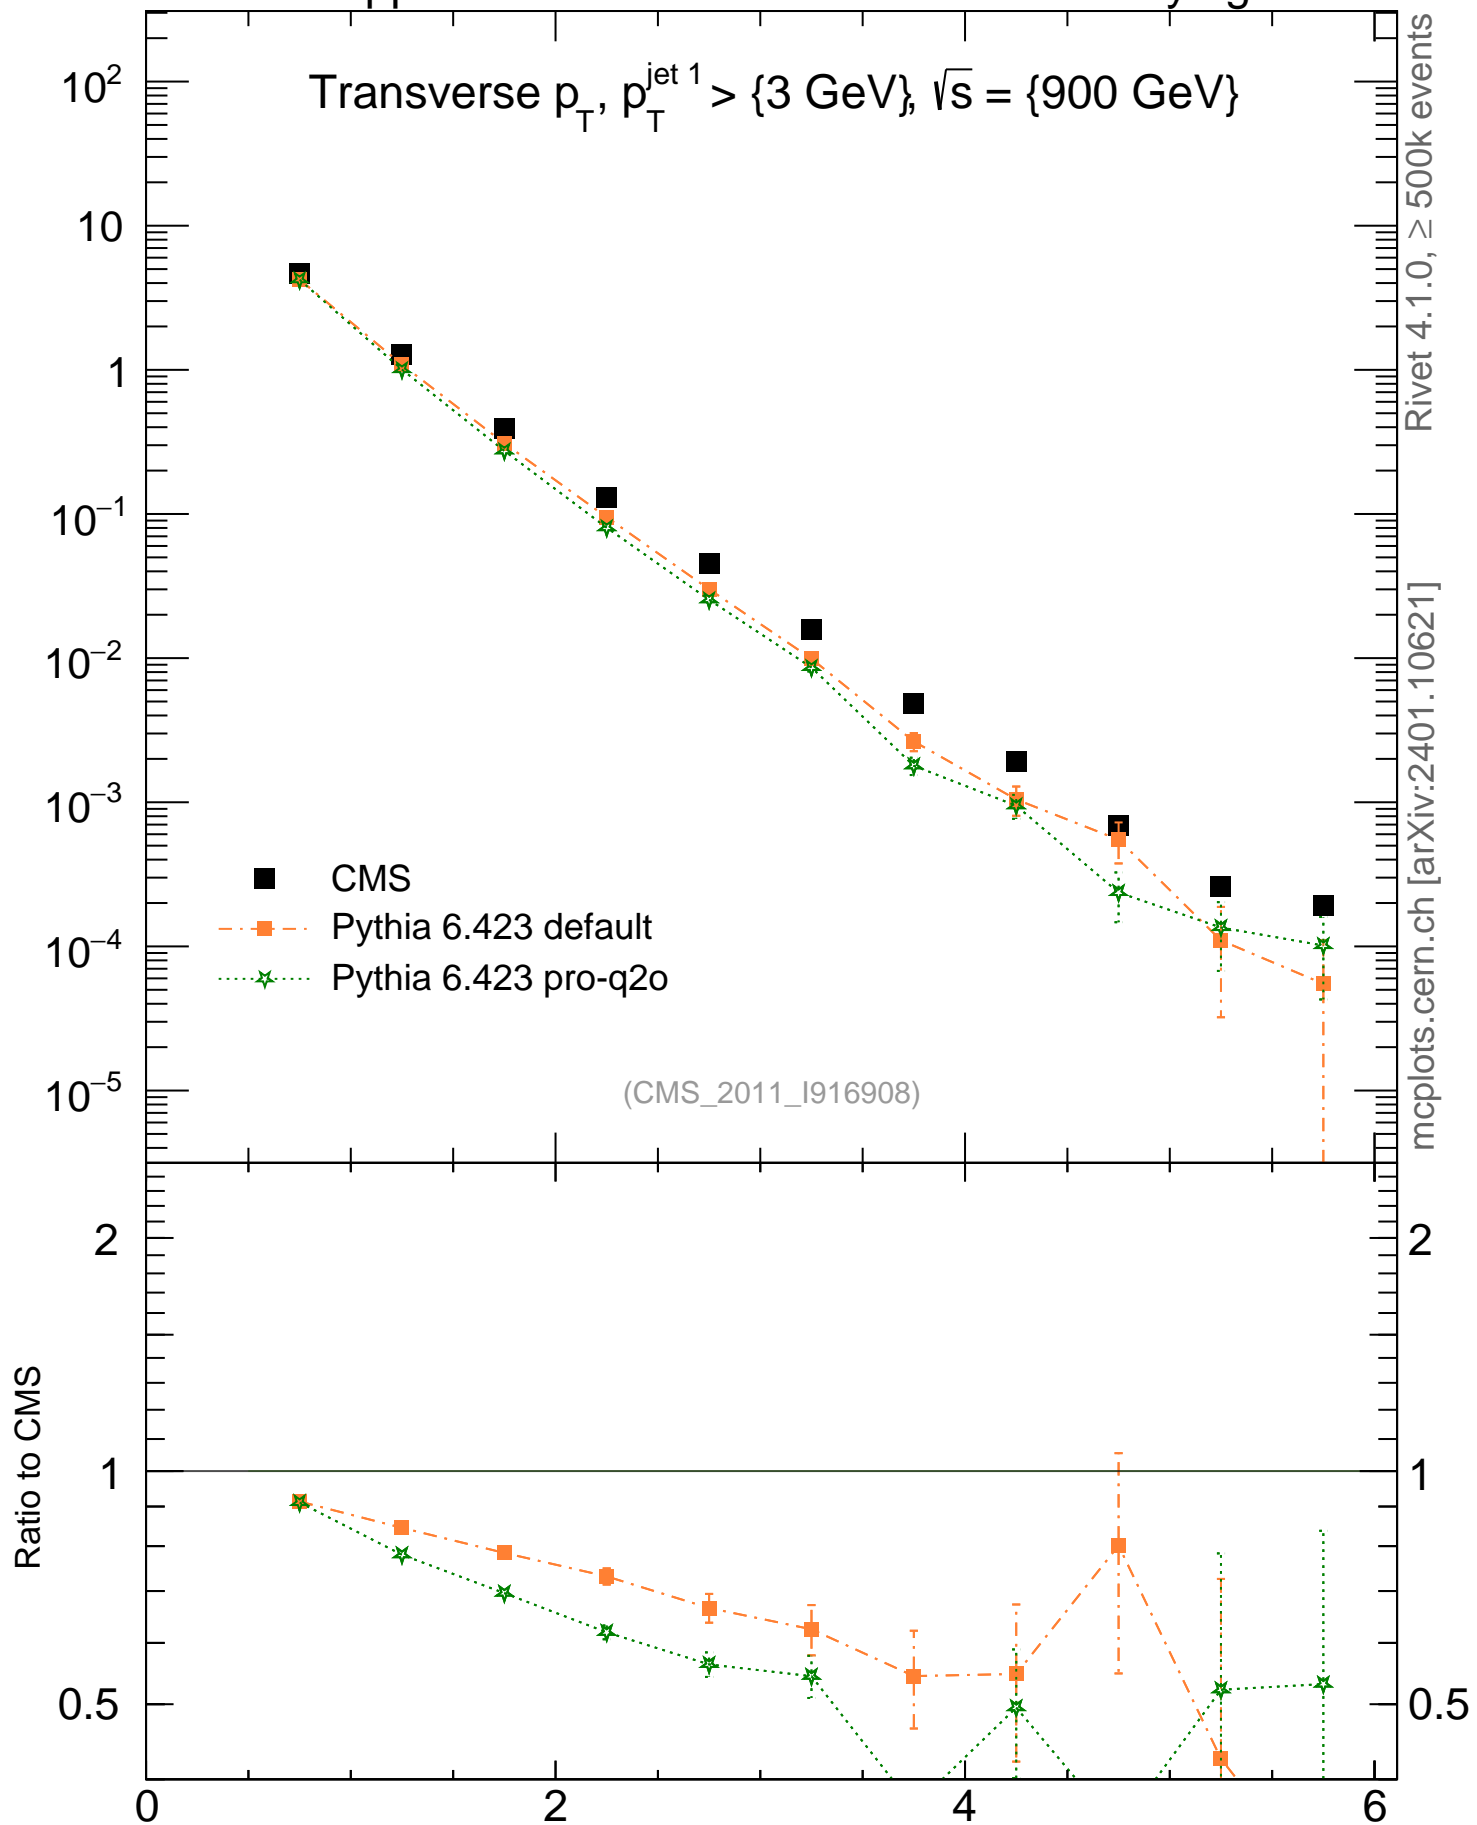 Transverse p_T, p_T^{jet 1} > {3 GeV}, √s = {900 GeV}
10²
10
1
10⁻¹
10⁻²
10⁻³
10⁻⁴
10⁻⁵
CMS
Pythia 6.423 default
Pythia 6.423 pro-q2o
(CMS_2011_I916908)
Rivet 4.1.0, ≥ 500k events
mcplots.cern.ch [arXiv:2401.10621]
Ratio to CMS
2
1
0.5
2
1
0.5
0
2
4
6